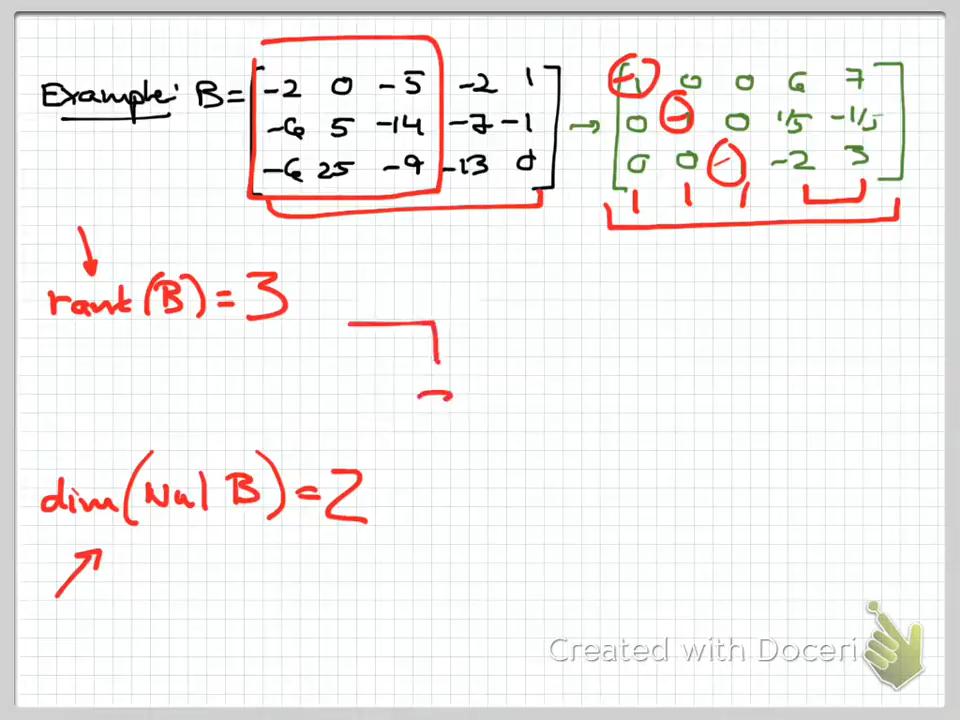 Example: B = [ -2 0 -5 -2 1 → [ 1 0 0 6 7
-6 5 -14 -7 -1 0 1 0 1/5 -1/5
-6 25 -9 -13 0 ] 0 0 1 -2 3 ]
rank (B) = 3
dim (Nul B) = 2
Created with Doceri